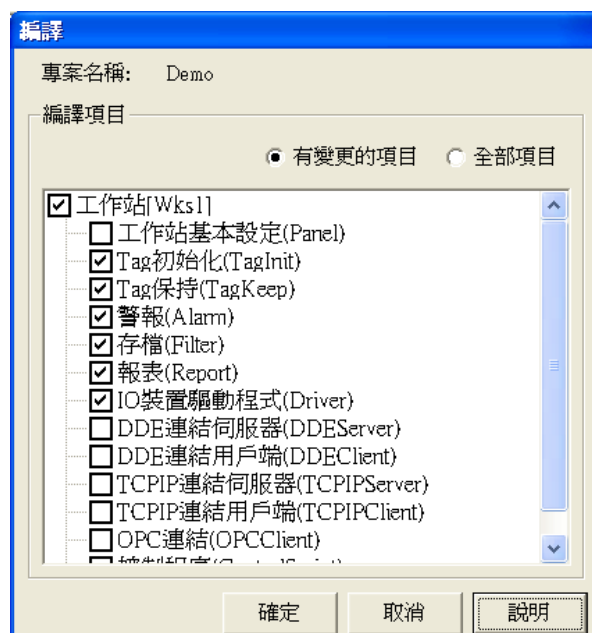 編譯
專案名稱: Demo
編譯項目
有變更的項目 全部項目
工作站[Wks1]
工作站基本設定(Panel)
Tag初始化(TagInit)
Tag保持(TagKeep)
警報(Alarm)
存檔(Filter)
報表(Report)
IO裝置驅動程式(Driver)
DDE連結伺服器(DDEServer)
DDE連結用戶端(DDEClient)
TCPIP連結伺服器(TCPIPServer)
TCPIP連結用戶端(TCPIPClient)
OPC連結(OPCClient)
確定 取消 說明